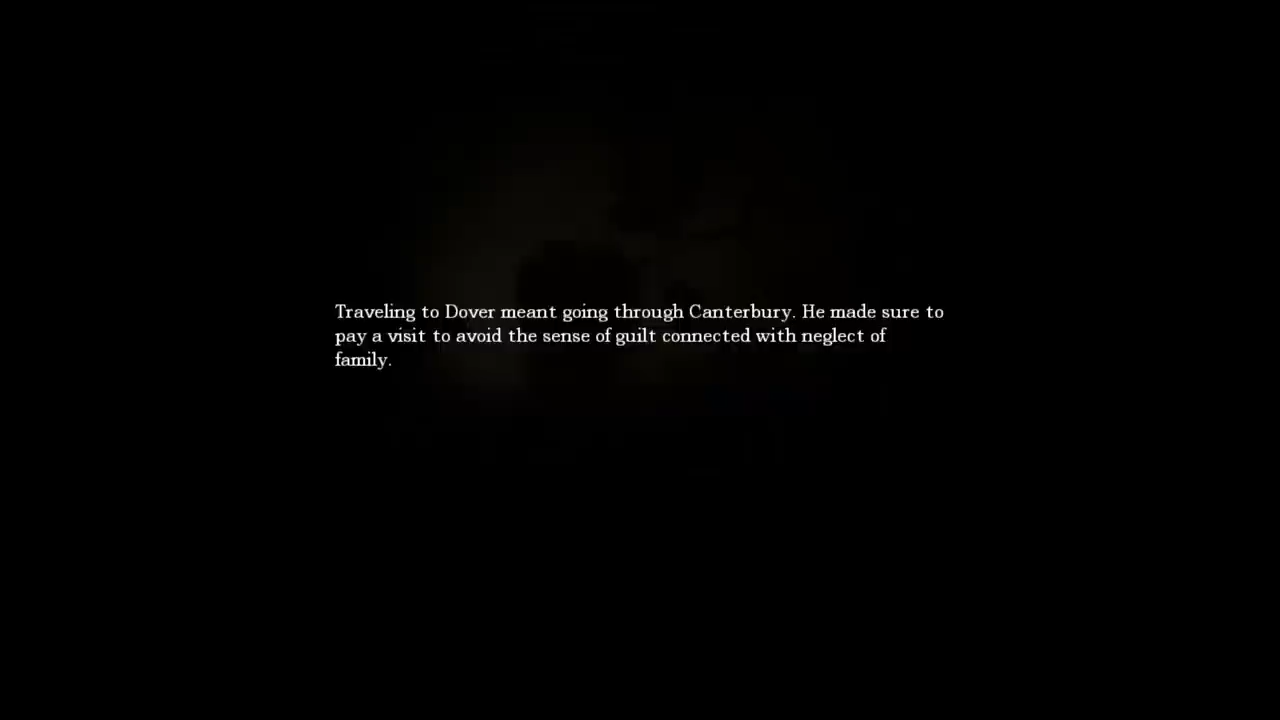 Traveling to Dover meant going through Canterbury. He made sure to
pay a visit to avoid the sense of guilt connected with neglect of
family.